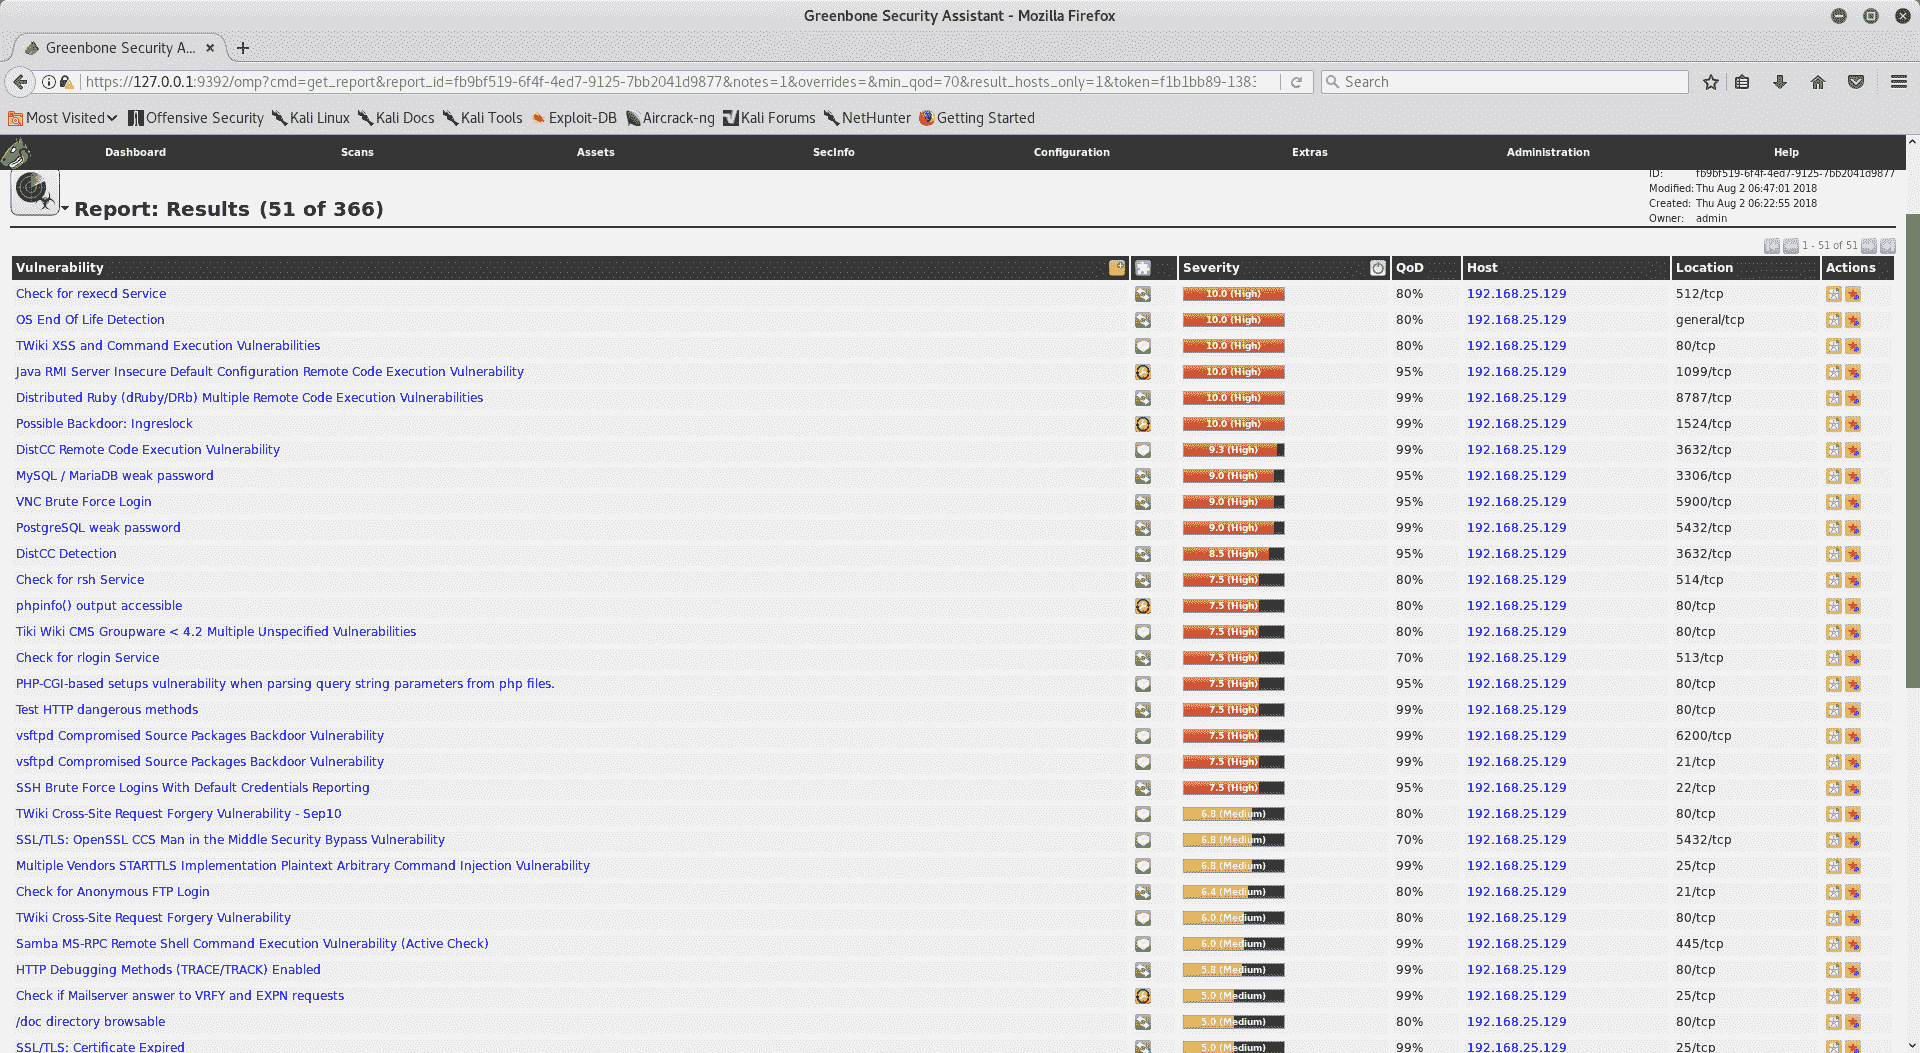 Greenbone Security Assistant - Mozilla Firefox
Greenbone Security A...
https://127.0.0.1:9392/omp?cmd=get_report&report_id=fb9bf519-6f4f-4ed7-9125-7bb2041d9877&notes=1&overrides=&min_qod=70&result_hosts_only=1&token=f1b1bb89-1383 Search
Most Visited Offensive Security Kali Linux Kali Docs Kali Tools Exploit-DB Aircrack-ng Kali Forums NetHunter Getting Started
Dashboard Scans Assets SecInfo Configuration Extras Administration Help
ID: fb9bf519-6f4f-4ed7-9125-7bb2041d9877
Modified: Thu Aug 2 06:47:01 2018
Created: Thu Aug 2 06:22:55 2018
Owner: admin
Report: Results (51 of 366)
1 - 51 of 51
Vulnerability Severity QoD Host Location Actions
Check for rexecd Service 10.0 (High) 80% 192.168.25.129 512/tcp
OS End Of Life Detection 10.0 (High) 80% 192.168.25.129 general/tcp
TWiki XSS and Command Execution Vulnerabilities 10.0 (High) 80% 192.168.25.129 80/tcp
Java RMI Server Insecure Default Configuration Remote Code Execution Vulnerability 10.0 (High) 95% 192.168.25.129 1099/tcp
Distributed Ruby (dRuby/DRb) Multiple Remote Code Execution Vulnerabilities 10.0 (High) 99% 192.168.25.129 8787/tcp
Possible Backdoor: Ingreslock 10.0 (High) 99% 192.168.25.129 1524/tcp
DistCC Remote Code Execution Vulnerability 9.3 (High) 99% 192.168.25.129 3632/tcp
MySQL / MariaDB weak password 9.0 (High) 95% 192.168.25.129 3306/tcp
VNC Brute Force Login 9.0 (High) 95% 192.168.25.129 5900/tcp
PostgreSQL weak password 9.0 (High) 99% 192.168.25.129 5432/tcp
DistCC Detection 8.5 (High) 95% 192.168.25.129 3632/tcp
Check for rsh Service 7.5 (High) 80% 192.168.25.129 514/tcp
phpinfo() output accessible 7.5 (High) 80% 192.168.25.129 80/tcp
Tiki Wiki CMS Groupware < 4.2 Multiple Unspecified Vulnerabilities 7.5 (High) 80% 192.168.25.129 80/tcp
Check for rlogin Service 7.5 (High) 70% 192.168.25.129 513/tcp
PHP-CGI-based setups vulnerability when parsing query string parameters from php files. 7.5 (High) 95% 192.168.25.129 80/tcp
Test HTTP dangerous methods 7.5 (High) 99% 192.168.25.129 80/tcp
vsftpd Compromised Source Packages Backdoor Vulnerability 7.5 (High) 99% 192.168.25.129 6200/tcp
vsftpd Compromised Source Packages Backdoor Vulnerability 7.5 (High) 99% 192.168.25.129 21/tcp
SSH Brute Force Logins With Default Credentials Reporting 7.5 (High) 95% 192.168.25.129 22/tcp
TWiki Cross-Site Request Forgery Vulnerability - Sep10 6.8 (Medium) 80% 192.168.25.129 80/tcp
SSL/TLS: OpenSSL CCS Man in the Middle Security Bypass Vulnerability 6.8 (Medium) 70% 192.168.25.129 5432/tcp
Multiple Vendors STARTTLS Implementation Plaintext Arbitrary Command Injection Vulnerability 6.8 (Medium) 99% 192.168.25.129 25/tcp
Check for Anonymous FTP Login 6.4 (Medium) 80% 192.168.25.129 21/tcp
TWiki Cross-Site Request Forgery Vulnerability 6.0 (Medium) 80% 192.168.25.129 80/tcp
Samba MS-RPC Remote Shell Command Execution Vulnerability (Active Check) 6.0 (Medium) 99% 192.168.25.129 445/tcp
HTTP Debugging Methods (TRACE/TRACK) Enabled 5.8 (Medium) 99% 192.168.25.129 80/tcp
Check if Mailserver answer to VRFY and EXPN requests 5.0 (Medium) 99% 192.168.25.129 25/tcp
/doc directory browsable 5.0 (Medium) 80% 192.168.25.129 80/tcp
SSL/TLS: Certificate Expired 5.0 (Medium) 99% 192.168.25.129 25/tcp